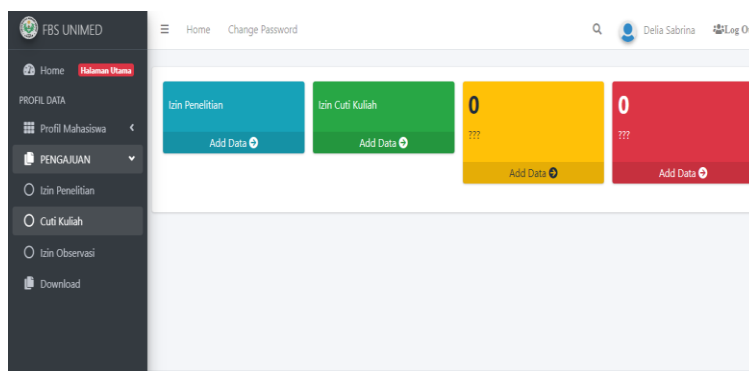 FBS UNIMED
Home Change Password
Delia Sabrina
Log O
Home Halaman Utama
PROFIL DATA
Profil Mahasiswa
PENGAJUAN
Izin Penelitian
Cuti Kuliah
Izin Observasi
Download
Izin Penelitian
Add Data
Izin Cuti Kuliah
Add Data
0
???
Add Data
0
???
Add Data